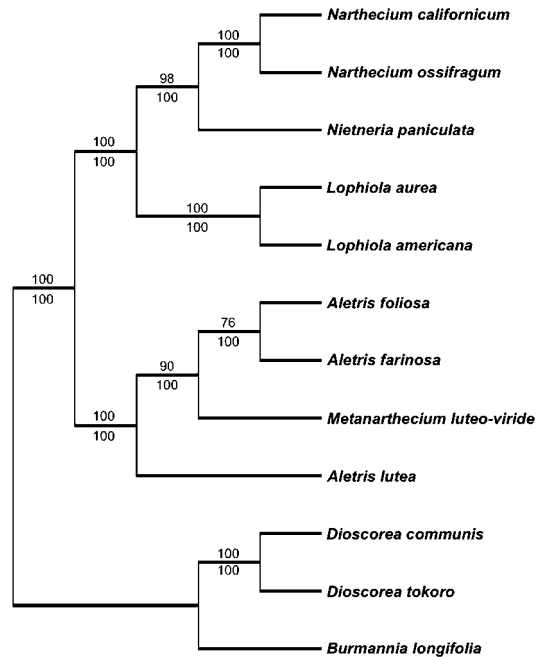 Narthecium californicum
100
100
Narthecium ossifragum
98
100
Nietneria paniculata
100
100
Lophiola aurea
100
100
Lophiola americana
100
100
Aletris foliosa
76
100
Aletris farinosa
90
100
Metanarthecium luteo-viride
100
100
Aletris lutea
Dioscorea communis
100
100
Dioscorea tokoro
Burmannia longifolia